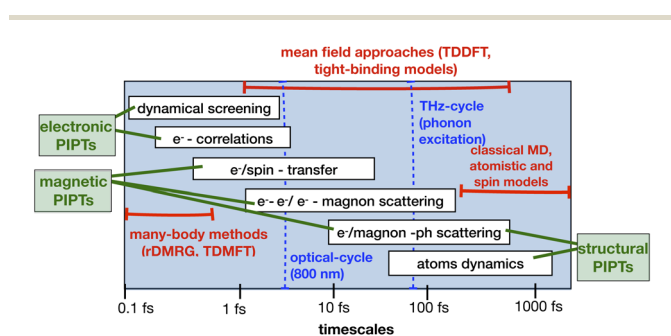 mean field approaches (TDDFT,
tight-binding models)
dynamical screening
electronic
PIPTs
e⁻ - correlations
THz-cycle
(phonon
excitation)
classical MD,
atomistic and
spin models
e⁻/spin - transfer
magnetic
PIPTs
e⁻- e⁻/ e⁻ - magnon scattering
many-body methods
(rDMRG, TDMFT)
e⁻/magnon -ph scattering
structural
PIPTs
optical-cycle
(800 nm)
atoms dynamics
0.1 fs 1 fs 10 fs 100 fs 1000 fs
timescales